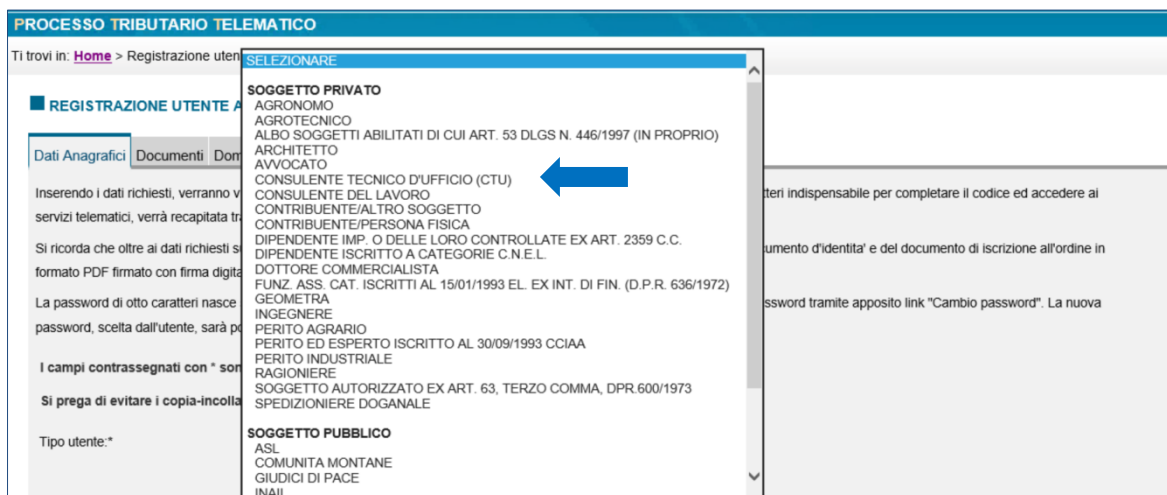 PROCESSO TRIBUTARIO TELEMATICO
Ti trovi in: Home > Registrazione uten
SELEZIONARE
REGISTRAZIONE UTENTE A
Dati Anagrafici Documenti Dom
Inserendo i dati richiesti, verranno v
servizi telematici, verrà recapitata tr
Si ricorda che oltre ai dati richiesti s
formato PDF firmato con firma digita
La password di otto caratteri nasce
password, scelta dall'utente, sarà po
I campi contrassegnati con * son
Si prega di evitare i copia-incolla
Tipo utente:*
SOGGETTO PRIVATO
AGRONOMO
AGROTECNICO
ALBO SOGGETTI ABILITATI DI CUI ART. 53 DLGS N. 446/1997 (IN PROPRIO)
ARCHITETTO
AVVOCATO
CONSULENTE TECNICO D'UFFICIO (CTU)
CONSULENTE DEL LAVORO
CONTRIBUENTE/ALTRO SOGGETTO
CONTRIBUENTE/PERSONA FISICA
DIPENDENTE IMP. O DELLE LORO CONTROLLATE EX ART. 2359 C.C.
DIPENDENTE ISCRITTO A CATEGORIE C.N.E.L.
DOTTORE COMMERCIALISTA
FUNZ. ASS. CAT. ISCRITTI AL 15/01/1993 EL. EX INT. DI FIN. (D.P.R. 636/1972)
GEOMETRA
INGEGNERE
PERITO AGRARIO
PERITO ED ESPERTO ISCRITTO AL 30/09/1993 CCIAA
PERITO INDUSTRIALE
RAGIONIERE
SOGGETTO AUTORIZZATO EX ART. 63, TERZO COMMA, DPR.600/1973
SPEDIZIONIERE DOGANALE
SOGGETTO PUBBLICO
ASL
COMUNITA MONTANE
GIUDICI DI PACE
INAIL
tteri indispensabile per completare il codice ed accedere ai
umento d'identita' e del documento di iscrizione all'ordine in
ssword tramite apposito link "Cambio password". La nuova